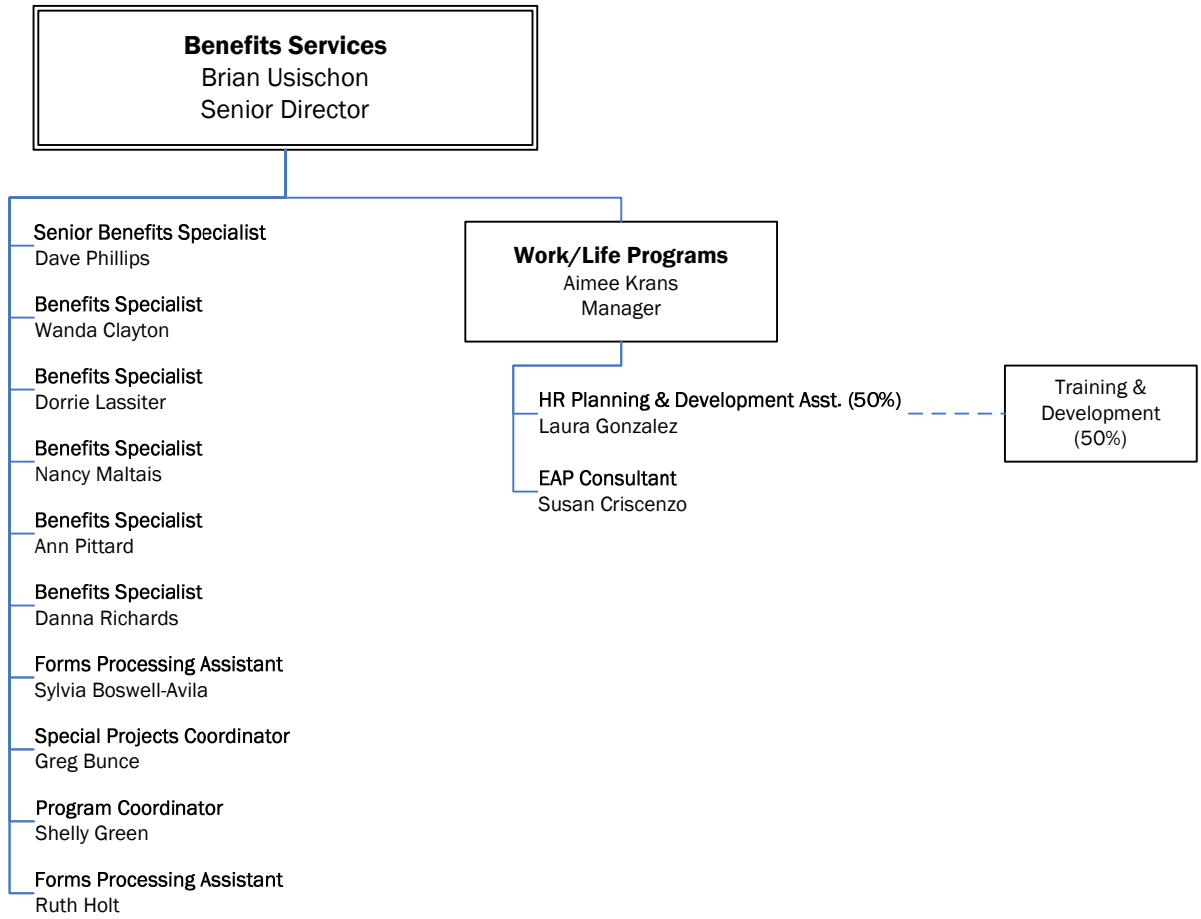 Benefits Services
Brian Usischon
Senior Director
Senior Benefits Specialist
Dave Phillips
Benefits Specialist
Wanda Clayton
Benefits Specialist
Dorrie Lassiter
Benefits Specialist
Nancy Maltais
Benefits Specialist
Ann Pittard
Benefits Specialist
Danna Richards
Forms Processing Assistant
Sylvia Boswell-Avila
Special Projects Coordinator
Greg Bunce
Program Coordinator
Shelly Green
Forms Processing Assistant
Ruth Holt
Work/Life Programs
Aimee Krans
Manager
HR Planning & Development Asst. (50%)
Laura Gonzalez
EAP Consultant
Susan Criscenzo
Training &
Development
(50%)